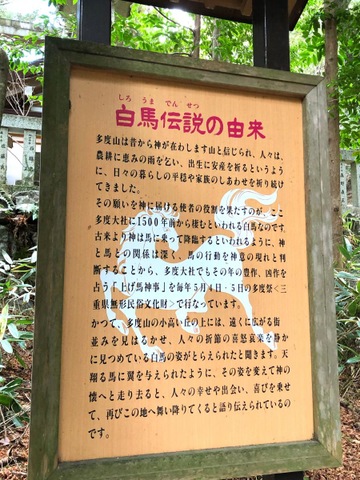 しろ うま でん せつ
白馬伝説の由来
多度山は昔から神が在わします山と信じられ、人々は、
農耕に恵みの雨を乞い、出生に安産を祈るというよう
に、日々の暮らしの平穏や家族のしあわせを祈り続け
てきました。
その願いを神に届ける使者の役割を果たすのが、ここ
多度大社に1500年前から棲むといわれる白馬なのです。
古来より神は馬に乗って降臨するといわれるように、神
と馬との関係は深く、馬の行動を神意の現れと判
断することから、多度大社でもその年の豊作、凶作を
占う「上げ馬神事」を毎年5月4日・5日の多度祭<三
重県無形民俗文化財>で行なっています。
かつて、多度山の小高い丘の上には、遠くに広がる街
並みを見はるかせ、人々の折節の喜怒哀楽を静
かに見つめている白馬の姿がとらえられたと聞きます。天
翔る馬に翼を与えられたように、その姿を変えて神の
懐へと走り去ると、人々の幸せや出会い、喜びを乗せ
て、再びこの地へ舞い降りてくると語り伝えられているの
です。